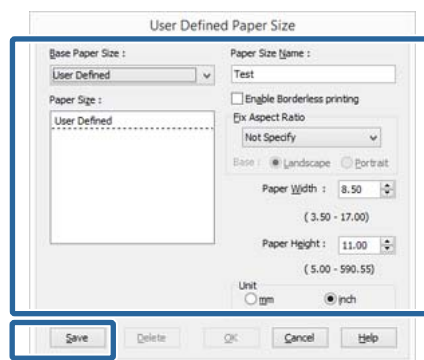 User Defined Paper Size
Base Paper Size :
User Defined
Paper Size :
User Defined
Paper Size Name :
Test
Enable Borderless printing
Fix Aspect Ratio
Not Specify
Base : Landscape Portrait
Paper Width : 8.50
( 3.50 - 17.00)
Paper Height : 11.00
( 5.00 - 590.55)
Unit
mm inch
Save Delete OK Cancel Help